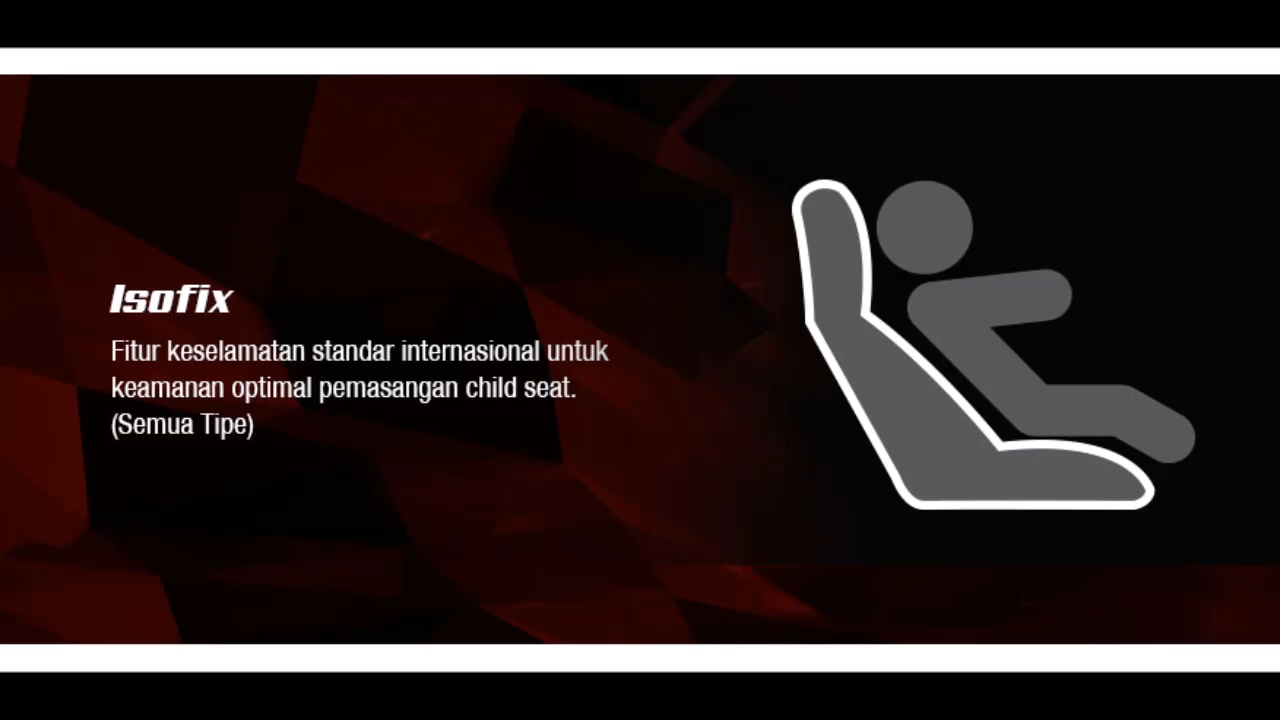 Isofix
Fitur keselamatan standar internasional untuk
keamanan optimal pemasangan child seat.
(Semua Tipe)